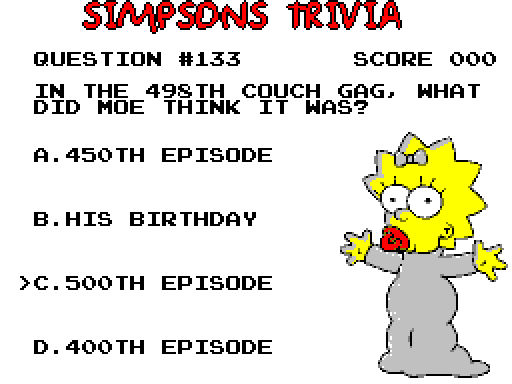 SIMPSONS TRIVIA
QUESTION #133 SCORE 000
IN THE 498TH COUCH GAG, WHAT
DID MOE THINK IT WAS?
A.450TH EPISODE
B.HIS BIRTHDAY
>C.500TH EPISODE
D.400TH EPISODE